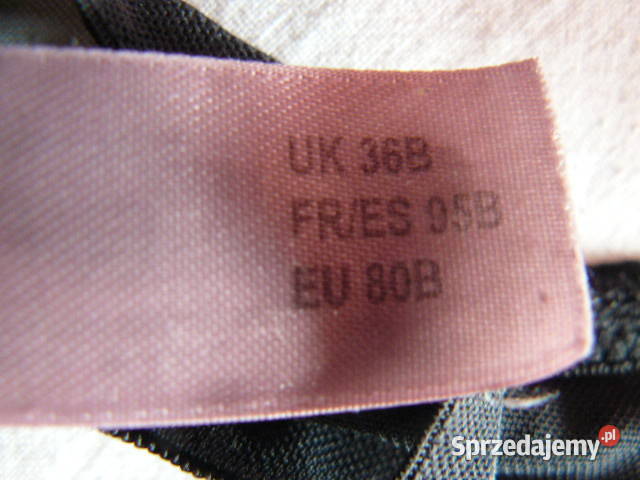 UK 36B
FR/ES 95B
EU 80B
Sprzedajemy.pl